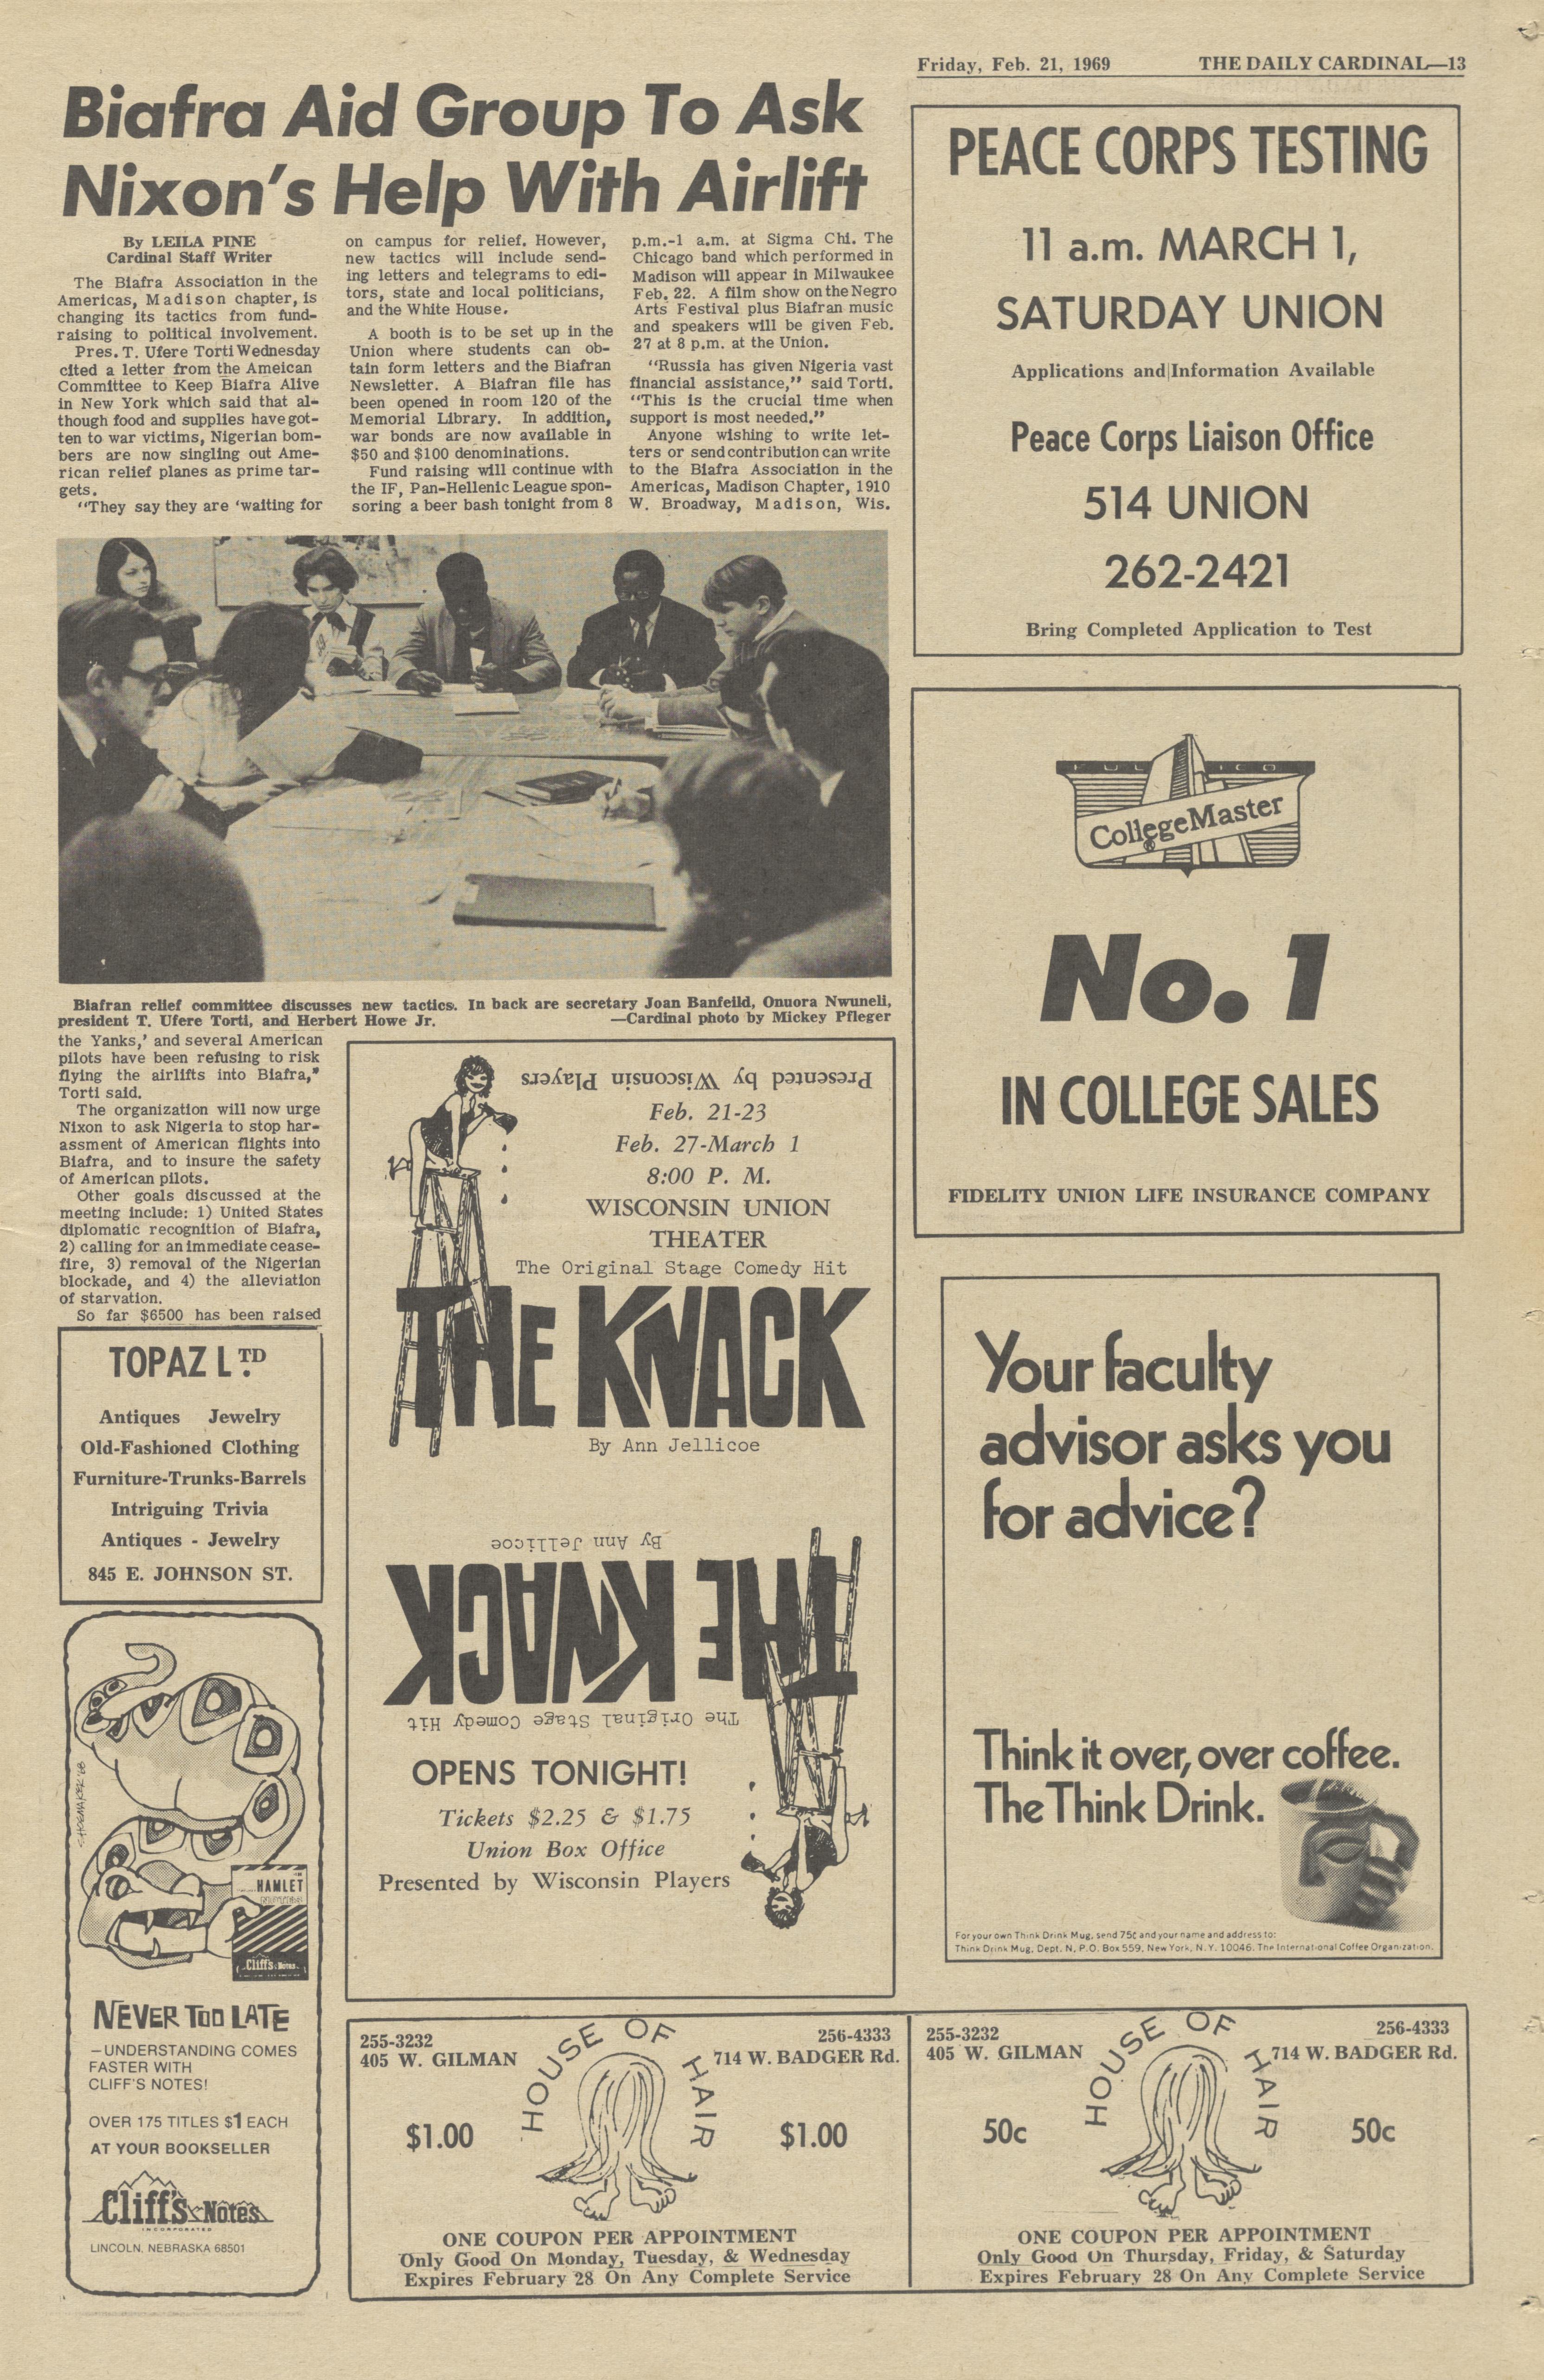 Friday, Feb. 21, 1969
THE DAILY CARDINAL—13
Biafra Aid Group To Ask
Nixon's Help With Airlift
By LEILA PINE
Cardinal Staff Writer
The Biafra Association in the
Americas, Madison chapter, is
changing its tactics from fund-
raising to political involvement.
Pres. T. Ufere Torti Wednesday
cited a letter from the Ameican
Committee to Keep Biafra Alive
in New York which said that al-
though food and supplies have got-
ten to war victims, Nigerian bom-
bers are now singling out Ame-
rican relief planes as prime tar-
gets.
"They say they are 'waiting for
the Yanks,' and several American
pilots have been refusing to risk
flying the airlifts into Biafra,"
Torti said.
The organization will now urge
Nixon to ask Nigeria to stop har-
assment of American flights into
Biafra, and to insure the safety
of American pilots.
Other goals discussed at the
meeting include: 1) United States
diplomatic recognition of Biafra,
2) calling for an immediate cease-
fire, 3) removal of the Nigerian
blockade, and 4) the alleviation
of starvation.
So far $6500 has been raised
on campus for relief. However,
new tactics will include send-
ing letters and telegrams to edi-
tors, state and local politicians,
and the White House.
A booth is to be set up in the
Union where students can ob-
tain form letters and the Biafran
Newsletter. A Biafran file has
been opened in room 120 of the
Memorial Library. In addition,
war bonds are now available in
$50 and $100 denominations.
Fund raising will continue with
the IF, Pan-Hellenic League spon-
soring a beer bash tonight from 8
p.m.-1 a.m. at Sigma Chi. The
Chicago band which performed in
Madison will appear in Milwaukee
Feb. 22. A film show on the Negro
Arts Festival plus Biafran music
and speakers will be given Feb.
27 at 8 p.m. at the Union.
"Russia has given Nigeria vast
financial assistance," said Torti.
"This is the crucial time when
support is most needed."
Anyone wishing to write let-
ters or send contribution can write
to the Biafra Association in the
Americas, Madison Chapter, 1910
W. Broadway, Madison, Wis.
Biafran relief committee discusses new tactics. In back are secretary Joan Banfeild, Onuora Nwuneli,
president T. Ufere Torti, and Herbert Howe Jr. —Cardinal photo by Mickey Pfleger
PEACE CORPS TESTING
11 a.m. MARCH 1,
SATURDAY UNION
Applications and Information Available
Peace Corps Liaison Office
514 UNION
262-2421
Bring Completed Application to Test
CollegeMaster
No. 1
IN COLLEGE SALES
FIDELITY UNION LIFE INSURANCE COMPANY
Your faculty
advisor asks you
for advice?
Think it over, over coffee.
The Think Drink.
For your own Think Drink Mug, send 75¢ and your name and address to:
Think Drink Mug, Dept. N, P.O. Box 559, New York, N.Y. 10046. The International Coffee Organization.
Presented by Wisconsin Players
Feb. 21-23
Feb. 27-March 1
8:00 P. M.
WISCONSIN UNION
THEATER
The Original Stage Comedy Hit
THE KNACK
By Ann Jellicoe
By Ann Jellicoe
THE KNACK
The Original Stage Comedy Hit
OPENS TONIGHT!
Tickets $2.25 & $1.75
Union Box Office
Presented by Wisconsin Players
TOPAZ LTD.
Antiques Jewelry
Old-Fashioned Clothing
Furniture-Trunks-Barrels
Intriguing Trivia
Antiques - Jewelry
845 E. JOHNSON ST.
SHOEMAKER '68
HAMLET
NOTES
Cliff's Notes
NEVER TOO LATE
—UNDERSTANDING COMES
FASTER WITH
CLIFF'S NOTES!
OVER 175 TITLES $1 EACH
AT YOUR BOOKSELLER
Cliff's Notes
INCORPORATED
LINCOLN, NEBRASKA 68501
255-3232
405 W. GILMAN
HOUSE OF HAIR
256-4333
714 W. BADGER Rd.
$1.00
$1.00
ONE COUPON PER APPOINTMENT
Only Good On Monday, Tuesday, & Wednesday
Expires February 28 On Any Complete Service
255-3232
405 W. GILMAN
HOUSE OF HAIR
256-4333
714 W. BADGER Rd.
50c
50c
ONE COUPON PER APPOINTMENT
Only Good On Thursday, Friday, & Saturday
Expires February 28 On Any Complete Service